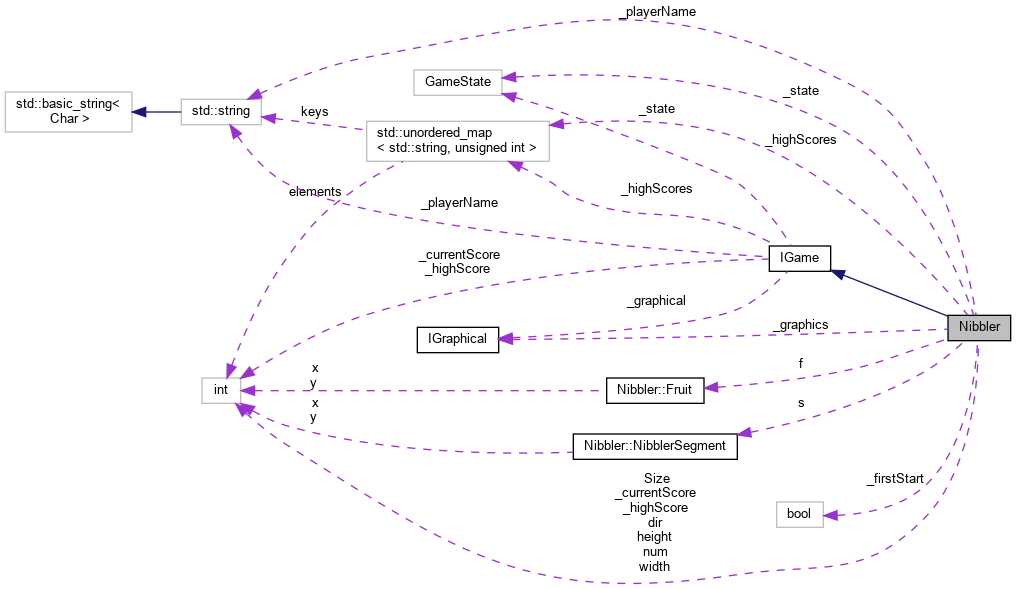 _playerName
GameState
_state
std::basic_string<
Char >
std::string
keys
_state
std::unordered_map
< std::string, unsigned int >
_highScores
elements
_highScores
_playerName
_currentScore
_highScore
IGame
_graphical
IGraphical
_graphics
Nibbler
x
y
f
int
Nibbler::Fruit
x
y
s
Nibbler::NibblerSegment
Size
_currentScore
_highScore
dir
height
num
width
_firstStart
bool